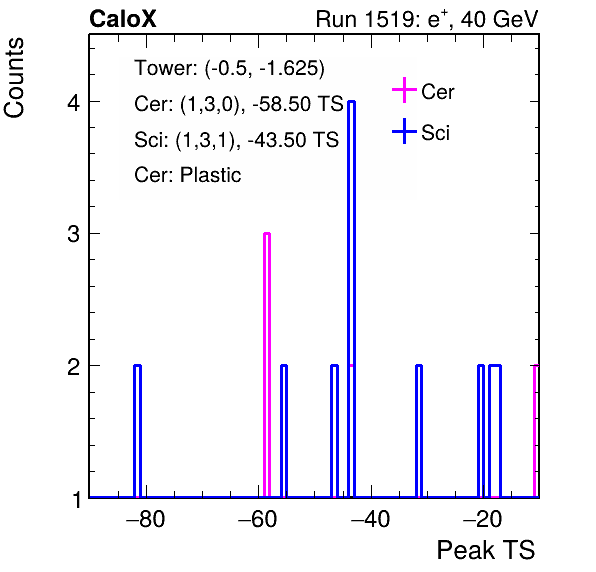 CaloX Run 1519: e+, 40 GeV
Counts
Tower: (-0.5, -1.625)
Cer: (1,3,0), -58.50 TS
Sci: (1,3,1), -43.50 TS
Cer: Plastic
Cer
Sci
4
3
2
1
−80 −60 −40 −20
Peak TS